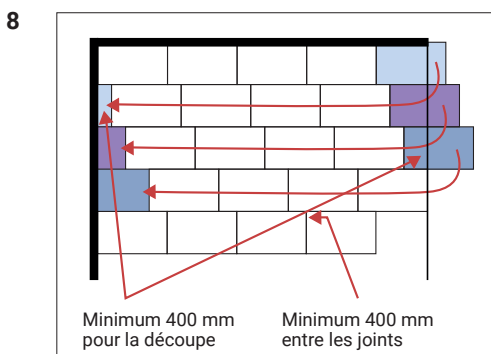 8
Minimum 400 mm
pour la découpe
Minimum 400 mm
entre les joints